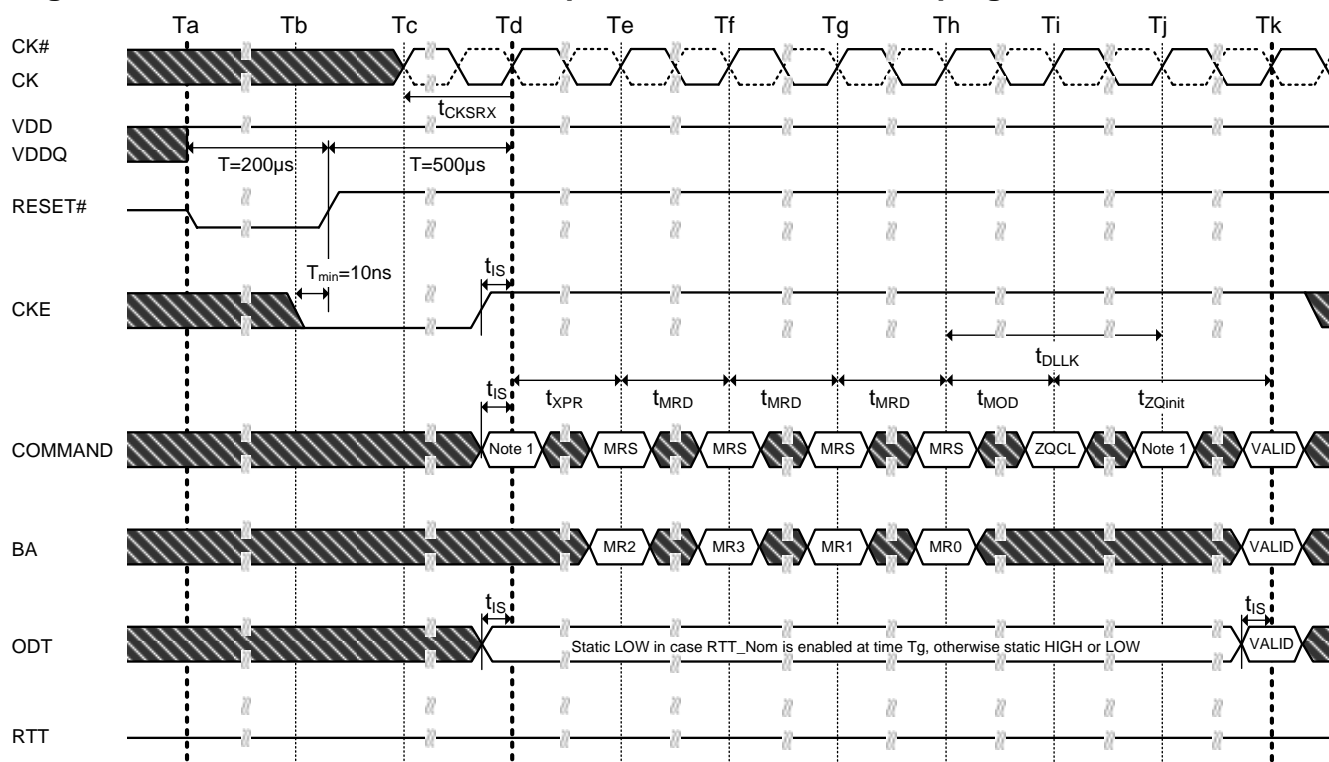 Ta Tb Tc Td Te Tf Tg Th Ti Tj Tk
CK#
CK
tCKSRX
VDD
VDDQ
T=200µs T=500µs
RESET#
Tmin=10ns tIS
CKE
tDLLK
tIS tXPR tMRD tMRD tMRD tMOD tZQinit
COMMAND Note 1 MRS MRS MRS MRS ZQCL Note 1 VALID
BA MR2 MR3 MR1 MR0 VALID
tIS tIS
ODT Static LOW in case RTT_Nom is enabled at time Tg, otherwise static HIGH or LOW VALID
RTT